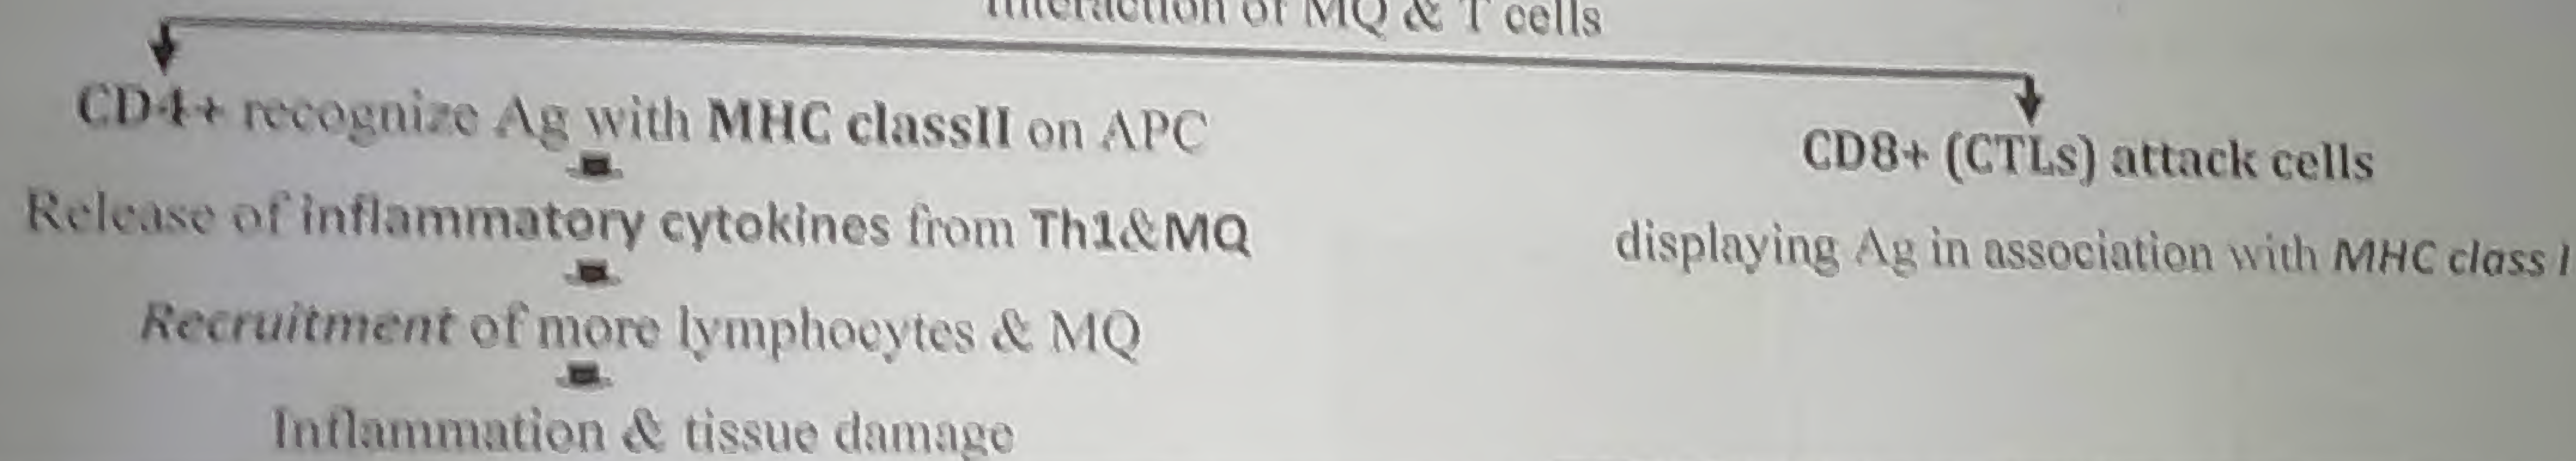 Interaction of MQ & T cells
CD4+ recognize Ag with MHC classII on APC
CD8+ (CTLs) attack cells
Release of inflammatory cytokines from Th1&MQ
displaying Ag in association with MHC class I
Recruitment of more lymphocytes & MQ
Inflammation & tissue damage